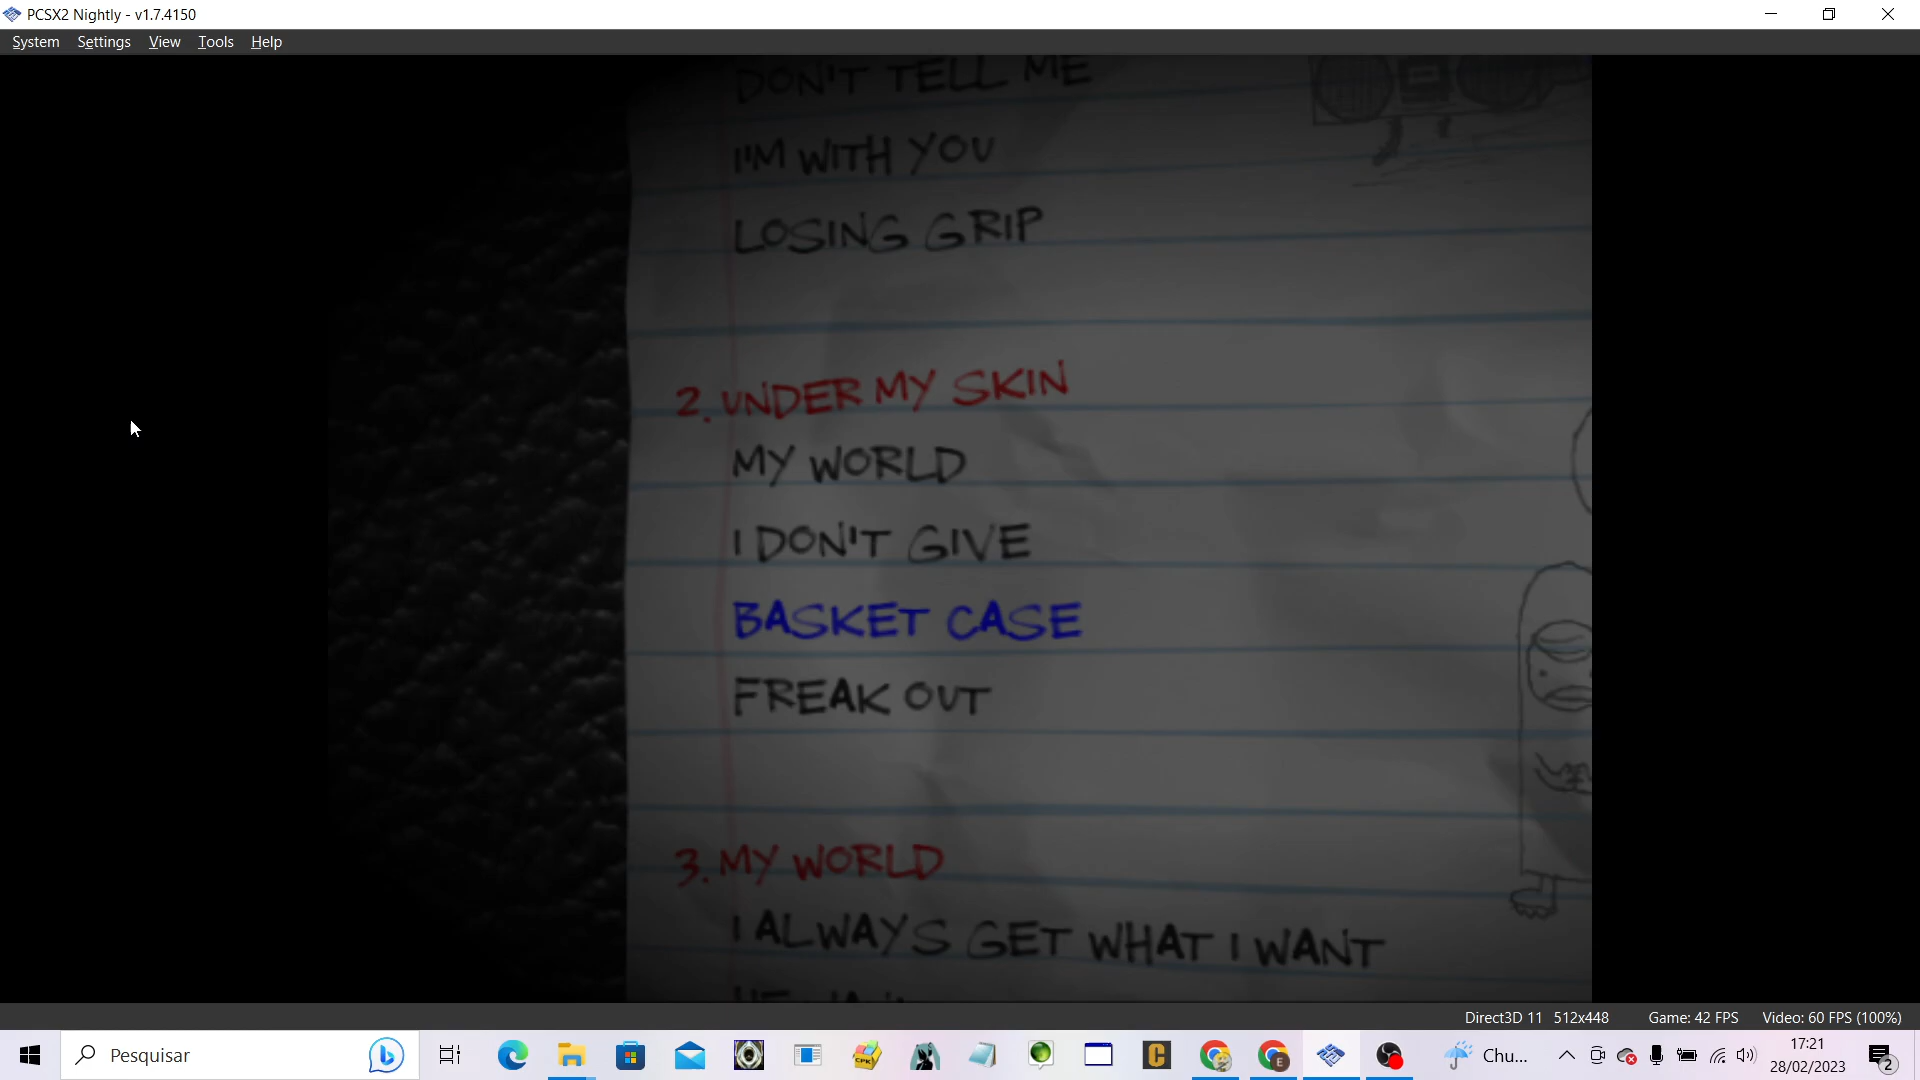 PCSX2 Nightly - v1.7.4150
System Settings View Tools Help
DON'T TELL ME
I'M WITH YOU
LOSING GRIP
2. UNDER MY SKIN
MY WORLD
I DON'T GIVE
BASKET CASE
FREAK OUT
3. MY WORLD
I ALWAYS GET WHAT I WANT
Direct3D 11 512x448 Game: 42 FPS Video: 60 FPS (100%)
Pesquisar
Chu...
17:21
28/02/2023
2